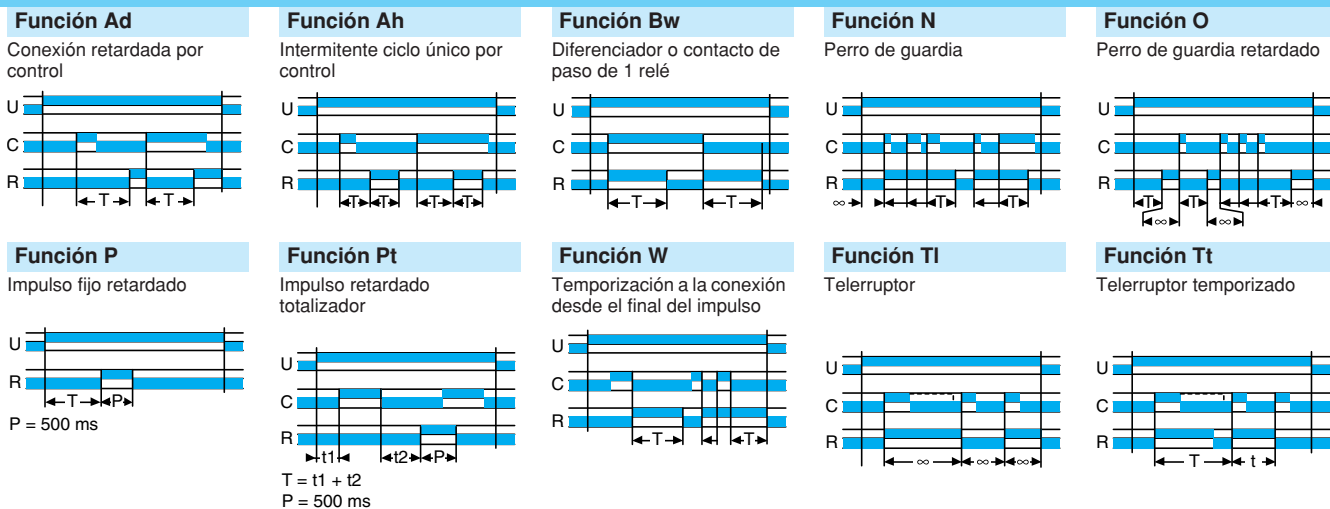 Función Ad
Conexión retardada por
control
U
C
R
T
T
Función Ah
Intermitente ciclo único por
control
U
C
R
T
T
T
T
Función Bw
Diferenciador o contacto de
paso de 1 relé
U
C
R
T
T
Función N
Perro de guardia
U
C
R
∞
T
T
Función O
Perro de guardia retardado
U
C
R
T
T
T
∞
∞
∞
Función P
Impulso fijo retardado
U
R
T
P
P = 500 ms
Función Pt
Impulso retardado
totalizador
U
C
R
t1
t2
P
T = t1 + t2
P = 500 ms
Función W
Temporización a la conexión
desde el final del impulso
U
C
R
T
T
Función Tl
Telerruptor
U
C
R
∞
∞
∞
Función Tt
Telerruptor temporizado
U
C
R
T
t